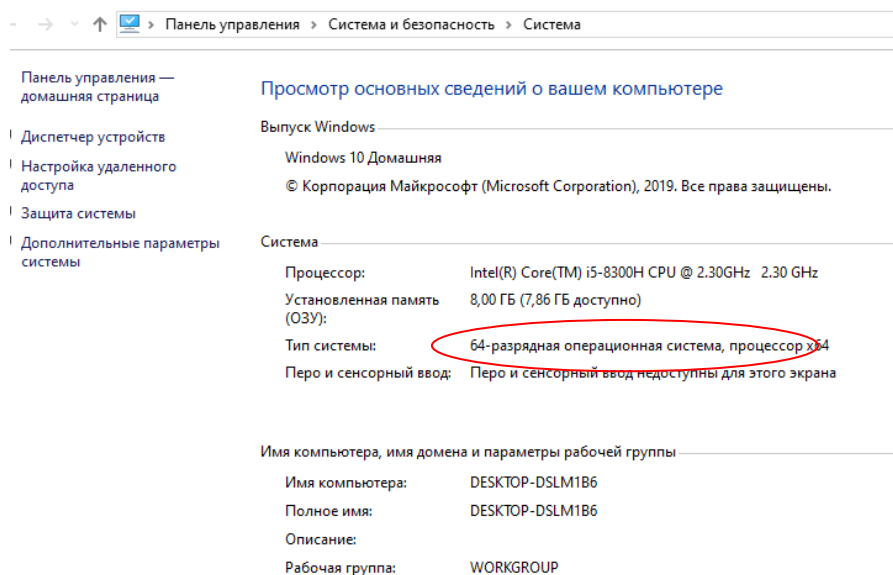 Панель управления › Система и безопасность › Система
Панель управления —
домашняя страница
Диспетчер устройств
Настройка удаленного
доступа
Защита системы
Дополнительные параметры
системы
Просмотр основных сведений о вашем компьютере
Выпуск Windows
Windows 10 Домашняя
© Корпорация Майкрософт (Microsoft Corporation), 2019. Все права защищены.
Система
Процессор: Intel(R) Core(TM) i5-8300H CPU @ 2.30GHz 2.30 GHz
Установленная память 8,00 ГБ (7,86 ГБ доступно)
(ОЗУ):
Тип системы: 64-разрядная операционная система, процессор x64
Перо и сенсорный ввод: Перо и сенсорный ввод недоступны для этого экрана
Имя компьютера, имя домена и параметры рабочей группы
Имя компьютера: DESKTOP-DSLM1B6
Полное имя: DESKTOP-DSLM1B6
Описание:
Рабочая группа: WORKGROUP